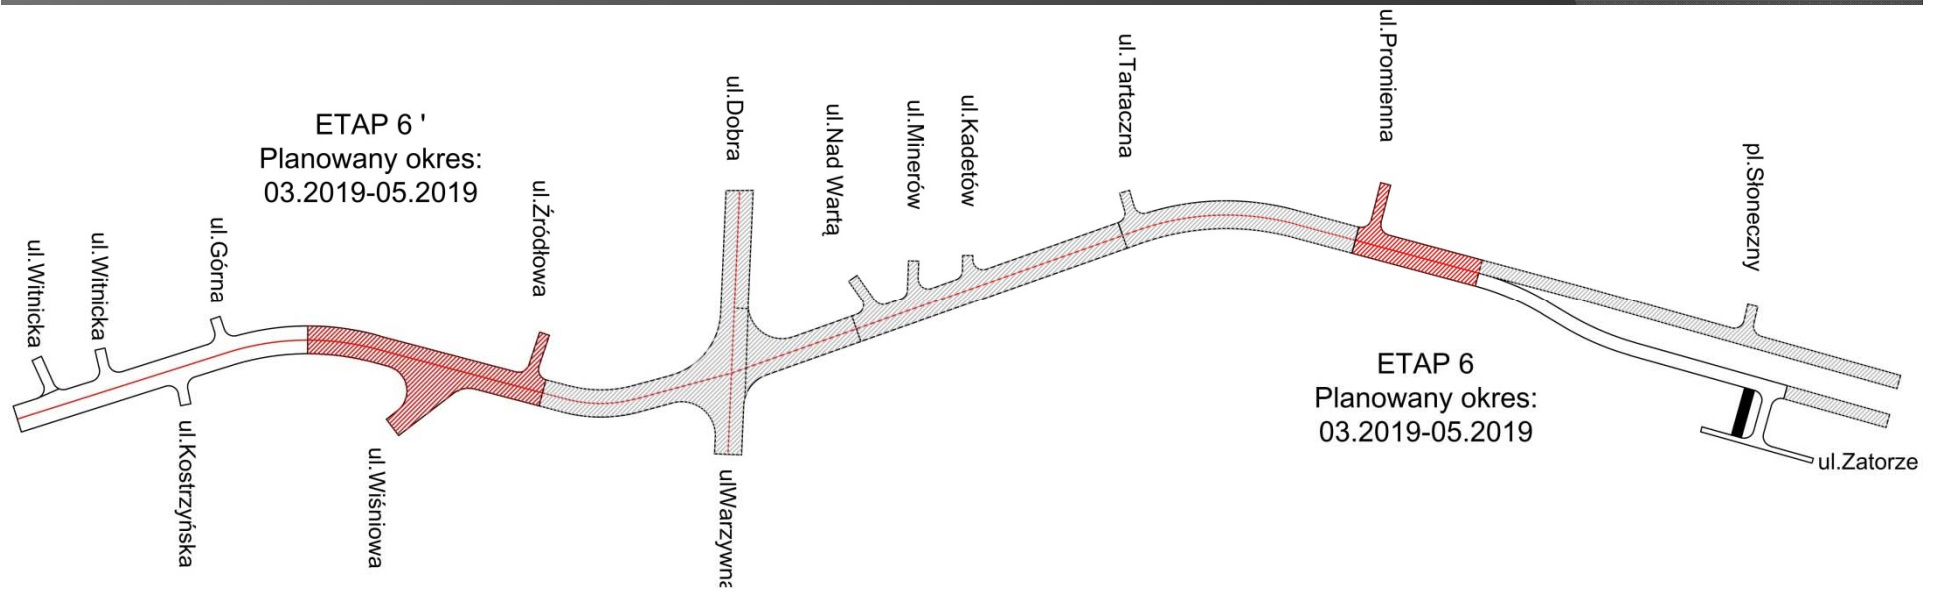 ETAP 6 '
Planowany okres:
03.2019-05.2019
ul.Witnicka
ul.Witnicka
ul.Górna
ul.Źródłowa
ul.Dobra
ul.Nad Wartą
ul.Minerów
ul.Kadetów
ul.Tartaczna
ul.Promienna
pl.Słoneczny
ul.Kostrzyńska
ul.Wiśniowa
ulWarzywna
ETAP 6
Planowany okres:
03.2019-05.2019
ul.Zatorze